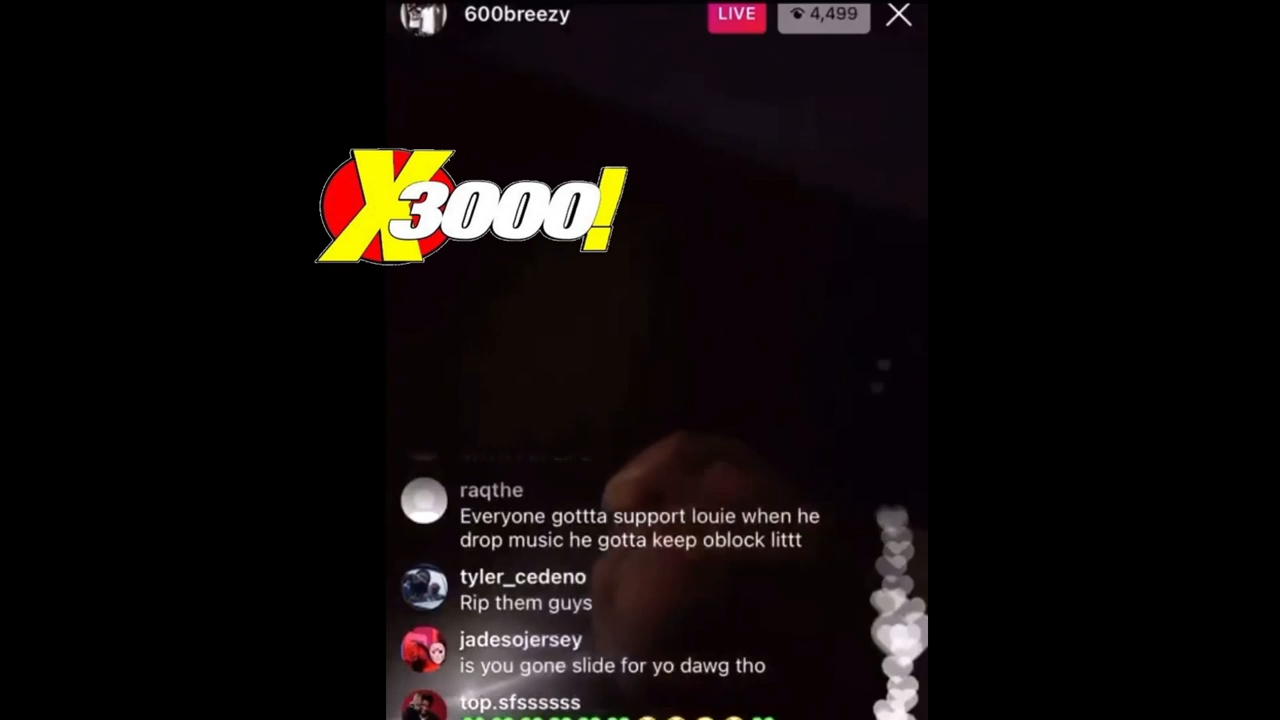 600breezy
LIVE
4,499
X3000!
raqthe
Everyone gottta support louie when he
drop music he gotta keep oblock littt
tyler_cedeno
Rip them guys
jadesojersey
is you gone slide for yo dawg tho
top.sfssssss